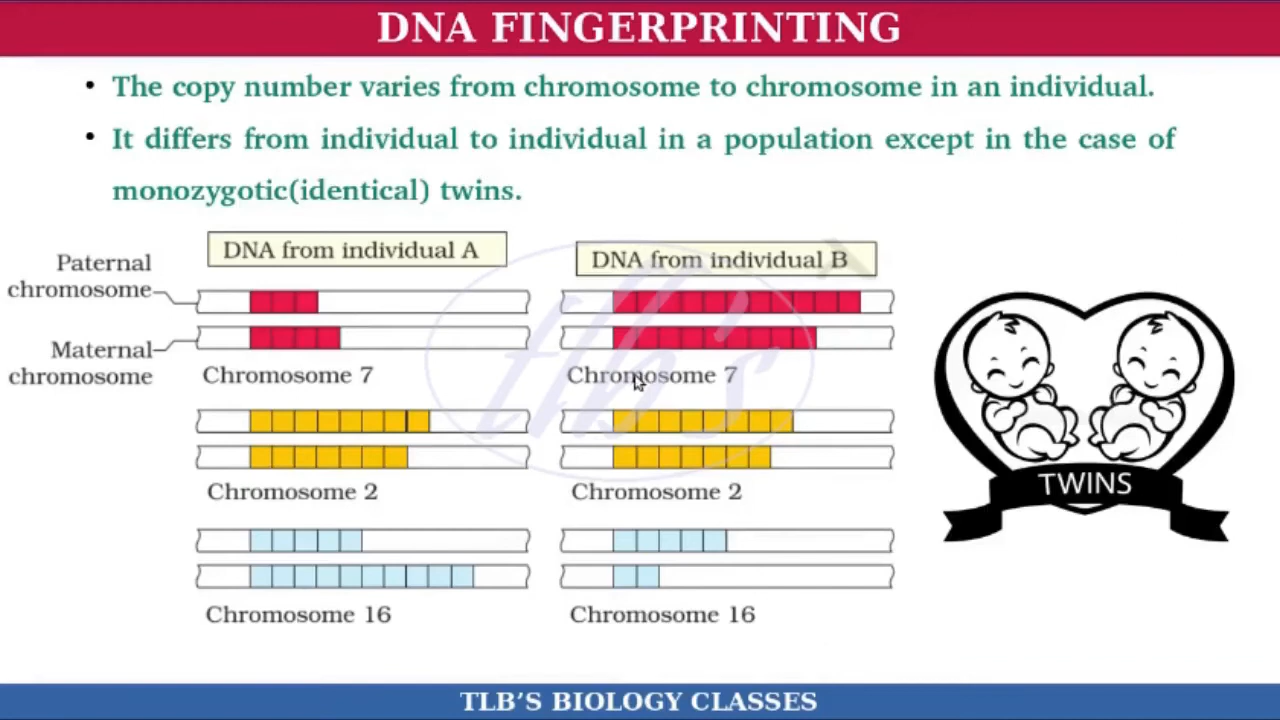 DNA FINGERPRINTING
• The copy number varies from chromosome to chromosome in an individual.
• It differs from individual to individual in a population except in the case of
monozygotic(identical) twins.
DNA from individual A
DNA from individual B
Paternal
chromosome
Maternal
chromosome
Chromosome 7
Chromosome 7
Chromosome 2
Chromosome 2
Chromosome 16
Chromosome 16
TWINS
tlb's
TLB'S BIOLOGY CLASSES